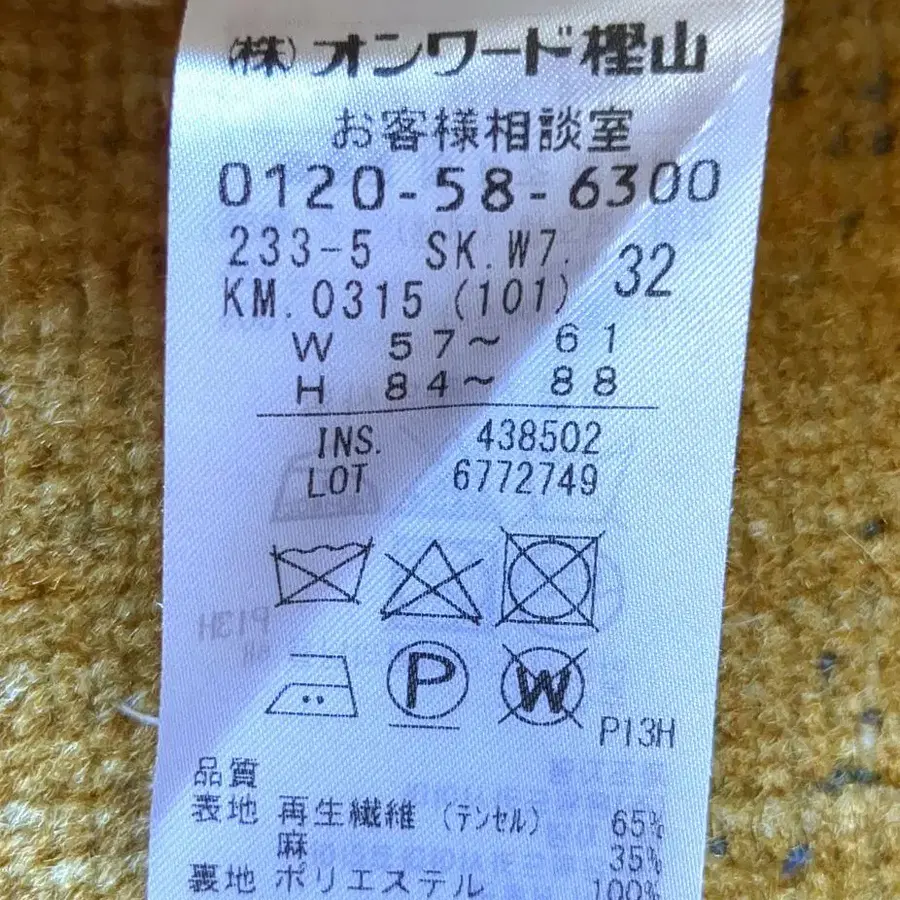 (株)オンワード樫山
お客様相談室
0120-58-6300
233-5 SK.W7. 32
KM.0315 (101)
W 57〜 61
H 84〜 88
INS. 438502
LOT 6772749
P W P13H
品質
表地 再生繊維 (テンセル) 65%
麻 35%
裏地 ポリエステル 100%